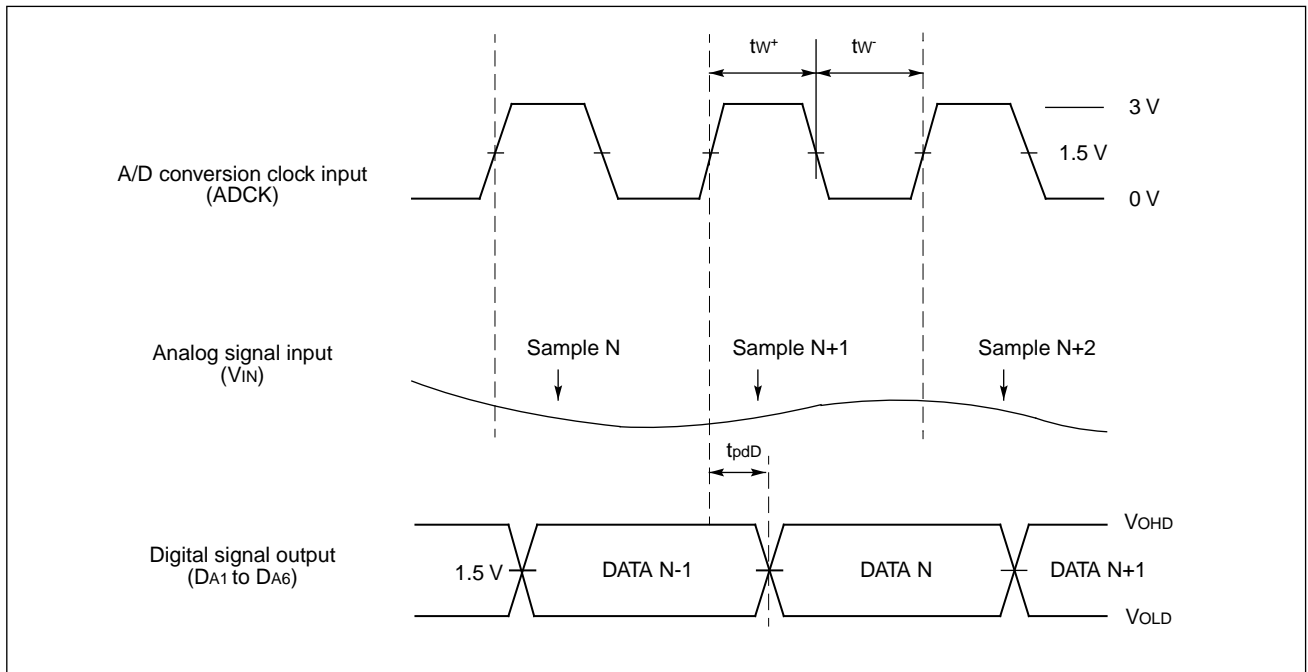 tW+
tW-
3 V
1.5 V
0 V
A/D conversion clock input
(ADCK)
Sample N
Sample N+1
Sample N+2
Analog signal input
(VIN)
tpdD
VOHD
Digital signal output
(DA1 to DA6)
1.5 V
DATA N-1
DATA N
DATA N+1
VOLD